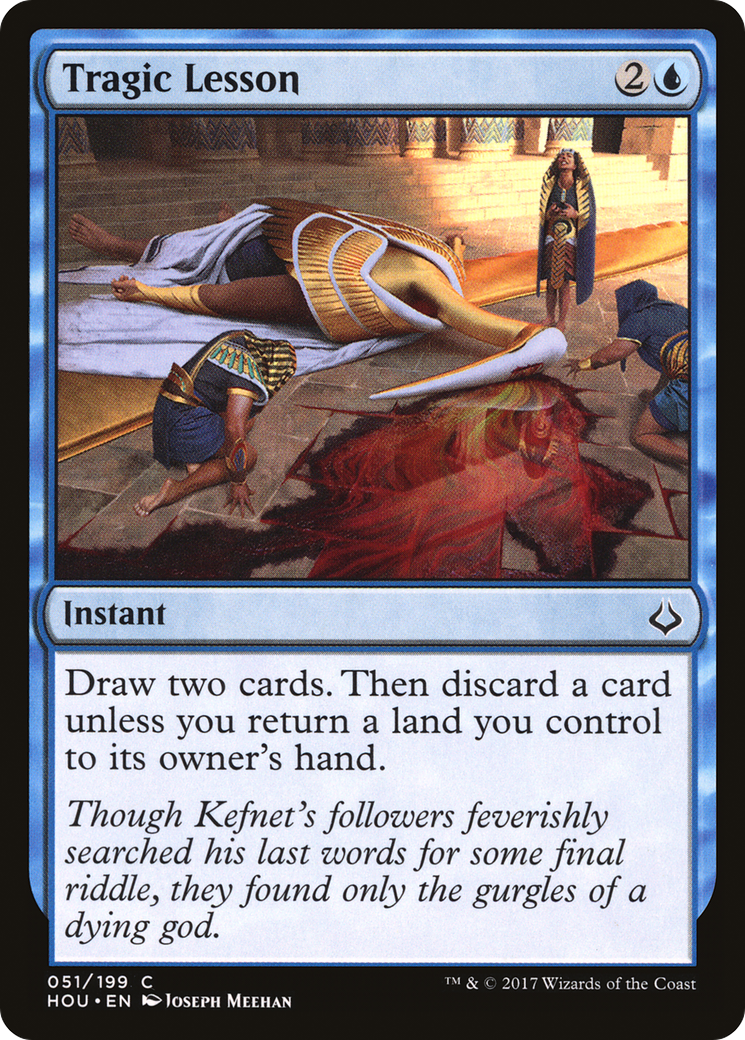 Tragic Lesson 2
Instant
Draw two cards. Then discard a card
unless you return a land you control
to its owner's hand.
Though Kefnet's followers feverishly
searched his last words for some final
riddle, they found only the gurgles of a
dying god.
051/199 C
HOU • EN Joseph Meehan
™ & © 2017 Wizards of the Coast